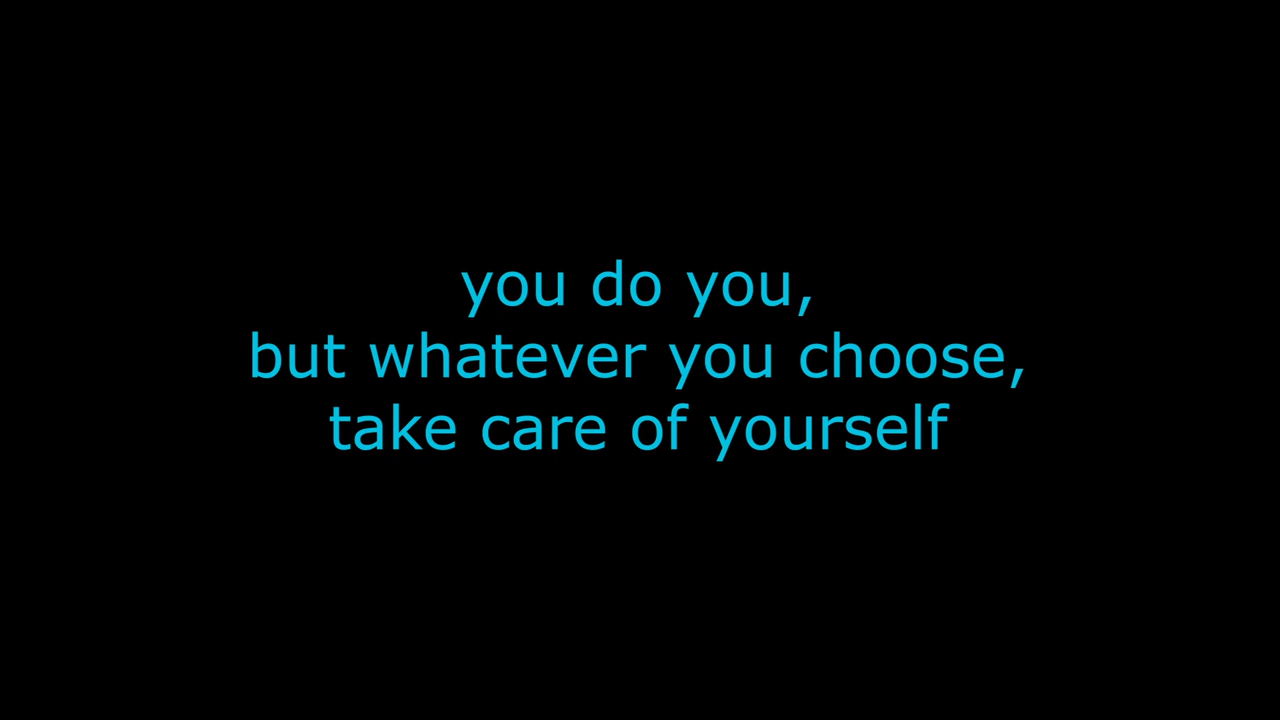 you do you,
but whatever you choose,
take care of yourself